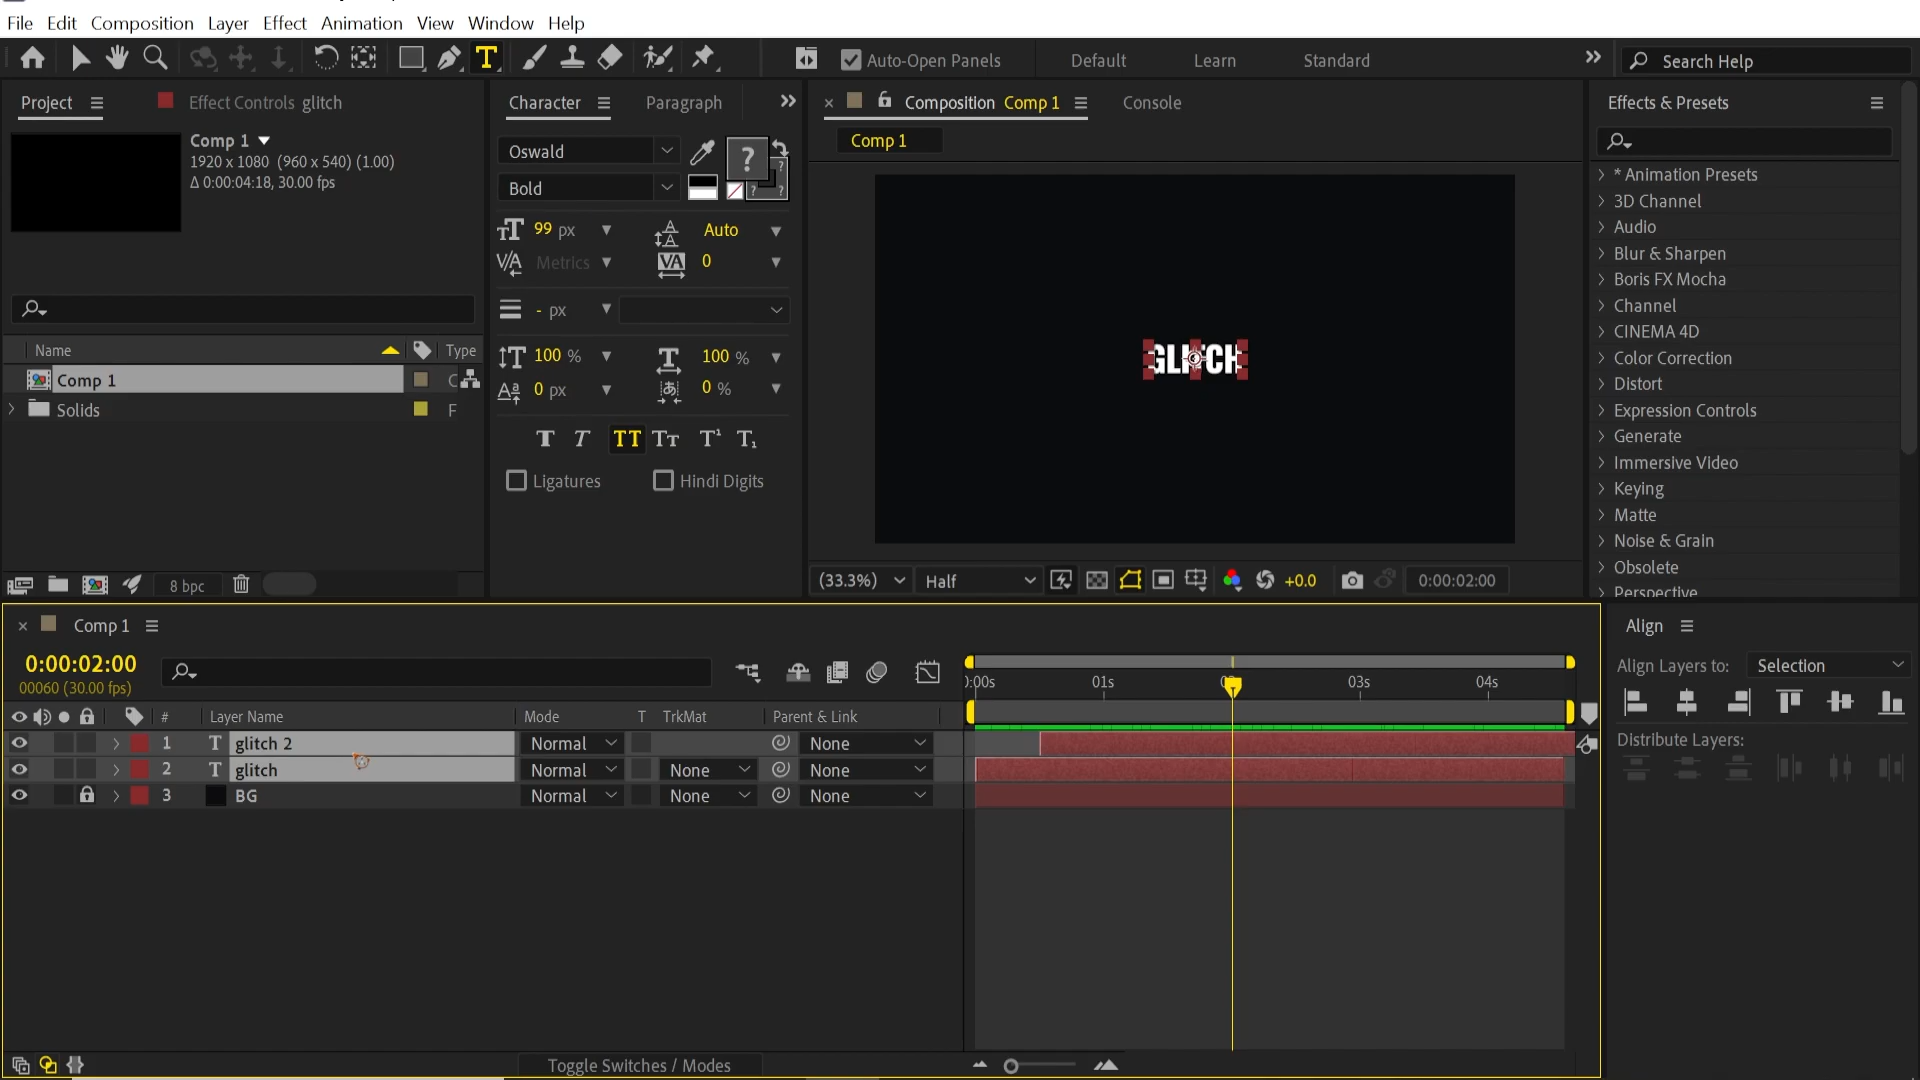 File Edit Composition Layer Effect Animation View Window Help
Auto-Open Panels Default Learn Standard Search Help
Project Effect Controls glitch
Comp 1
1920 x 1080 (960 x 540) (1.00)
Δ 0:00:04:18, 30.00 fps
Name Type
Comp 1 C
Solids F
8 bpc
Character Paragraph
Oswald
Bold
99 px Auto
Metrics 0
- px
100 % 100 %
0 px 0 %
Ligatures Hindi Digits
Composition Comp 1 Console
Comp 1
GLITCH
(33.3%) Half +0.0 0:00:02:00
Effects & Presets
* Animation Presets
3D Channel
Audio
Blur & Sharpen
Boris FX Mocha
Channel
CINEMA 4D
Color Correction
Distort
Expression Controls
Generate
Immersive Video
Keying
Matte
Noise & Grain
Obsolete
Perspective
Comp 1
0:00:02:00
00060 (30.00 fps)
):00s 01s 03s 04s
# Layer Name Mode T TrkMat Parent & Link
1 T glitch 2 Normal None
2 T glitch Normal None None
3 BG Normal None None
Toggle Switches / Modes
Align
Align Layers to: Selection
Distribute Layers: